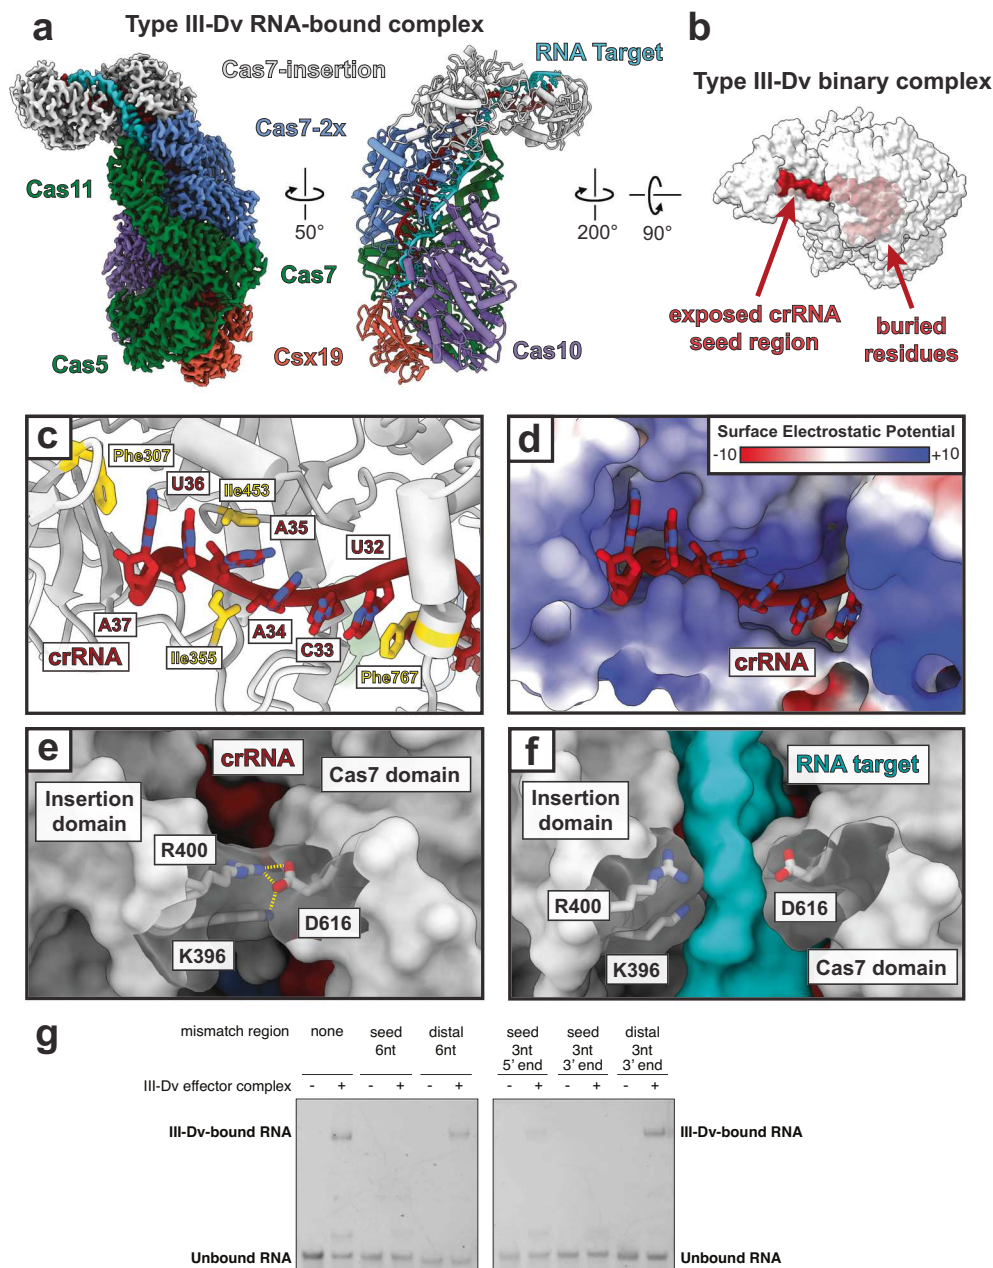 a
Type III-Dv RNA-bound complex
b
Cas7-insertion
RNA Target
Type III-Dv binary complex
Cas7-2x
Cas11
50°
200°
90°
Cas7
exposed crRNA
seed region
buried
residues
Cas5
Csx19
Cas10
c
Phe307
U36
Ile453
A35
U32
A37
A34
crRNA
Ile355
C33
Phe767
d
Surface Electrostatic Potential
-10
+10
crRNA
e
crRNA
Cas7 domain
Insertion
domain
R400
D616
K396
f
RNA target
Insertion
domain
R400
D616
K396
Cas7 domain
g
mismatch region
none
seed
6nt
distal
6nt
seed
3nt
5' end
seed
3nt
3' end
distal
3nt
3' end
III-Dv effector complex
- + - + - + - + - + - +
III-Dv-bound RNA
III-Dv-bound RNA
Unbound RNA
Unbound RNA